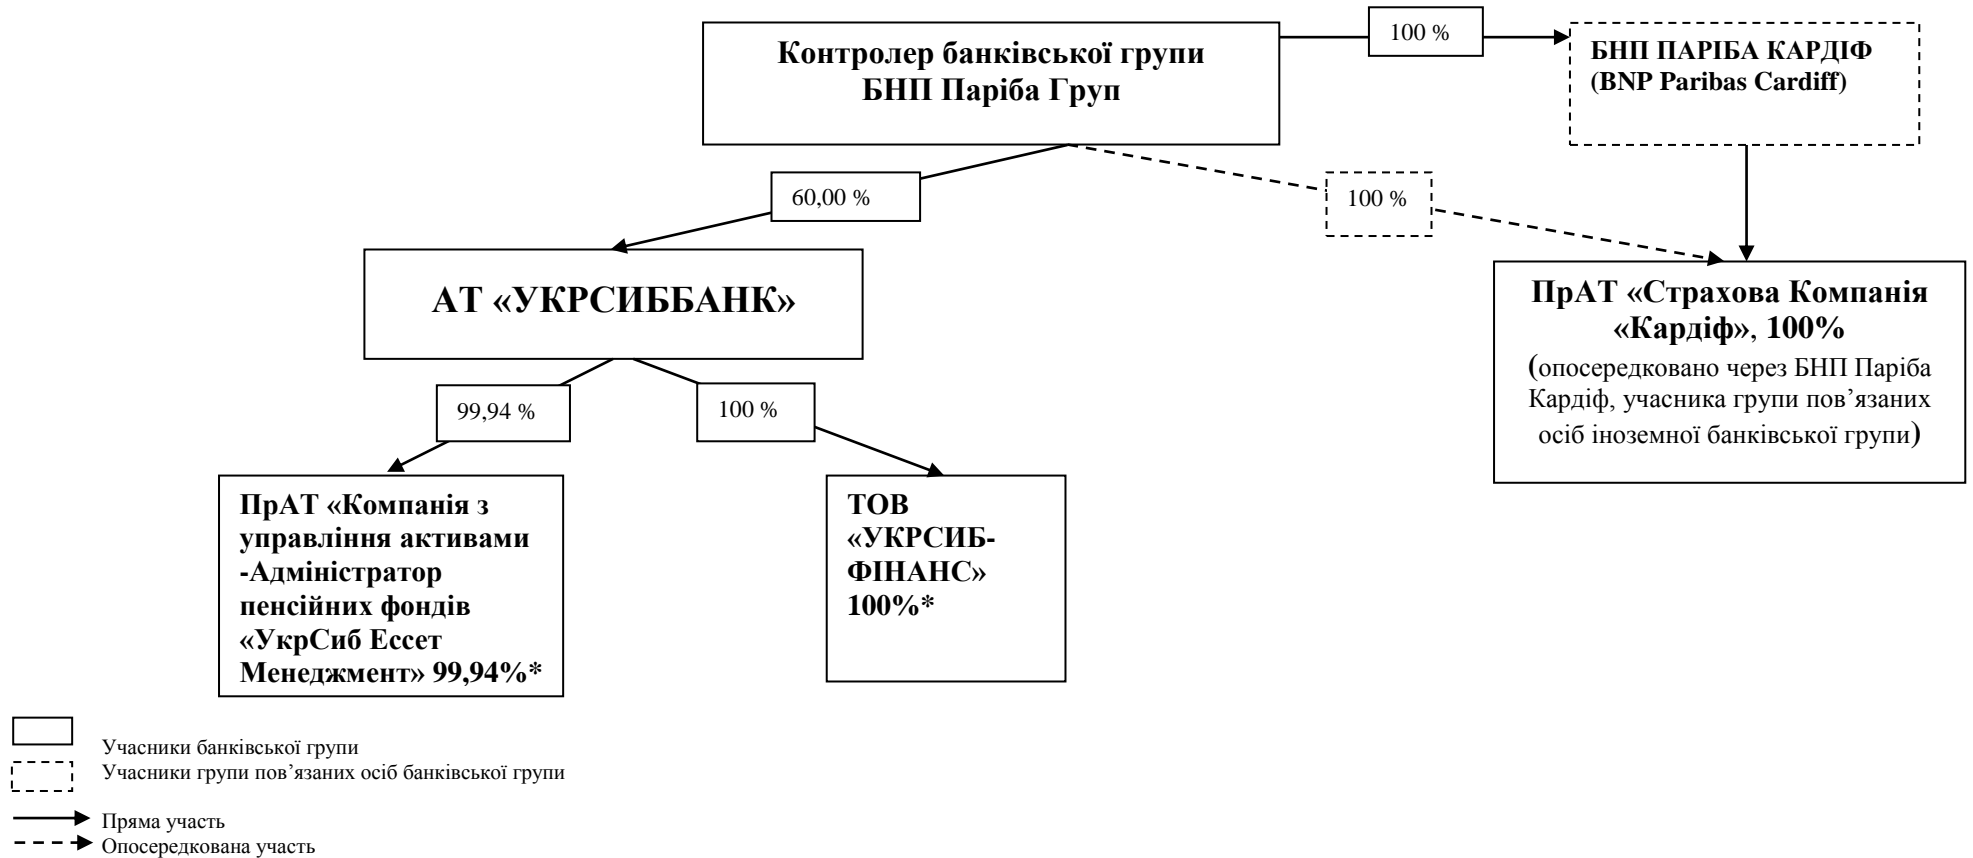 Контролер банківської групи
БНП Паріба Груп
100 %
БНП ПАРІБА КАРДІФ
(BNP Paribas Cardiff)
60,00 %
100 %
АТ «УКРСИББАНК»
ПрАТ «Страхова Компанія
«Кардіф», 100%
(опосередковано через БНП Паріба
Кардіф, учасника групи пов’язаних
осіб іноземної банківської групи)
99,94 %
100 %
ПрАТ «Компанія з
управління активами
-Адміністратор
пенсійних фондів
«УкрСиб Ессет
Менеджмент» 99,94%*
ТОВ
«УКРСИБ-
ФІНАНС»
100%*
Учасники банківської групи
Учасники групи пов’язаних осіб банківської групи
Пряма участь
Опосередкована участь